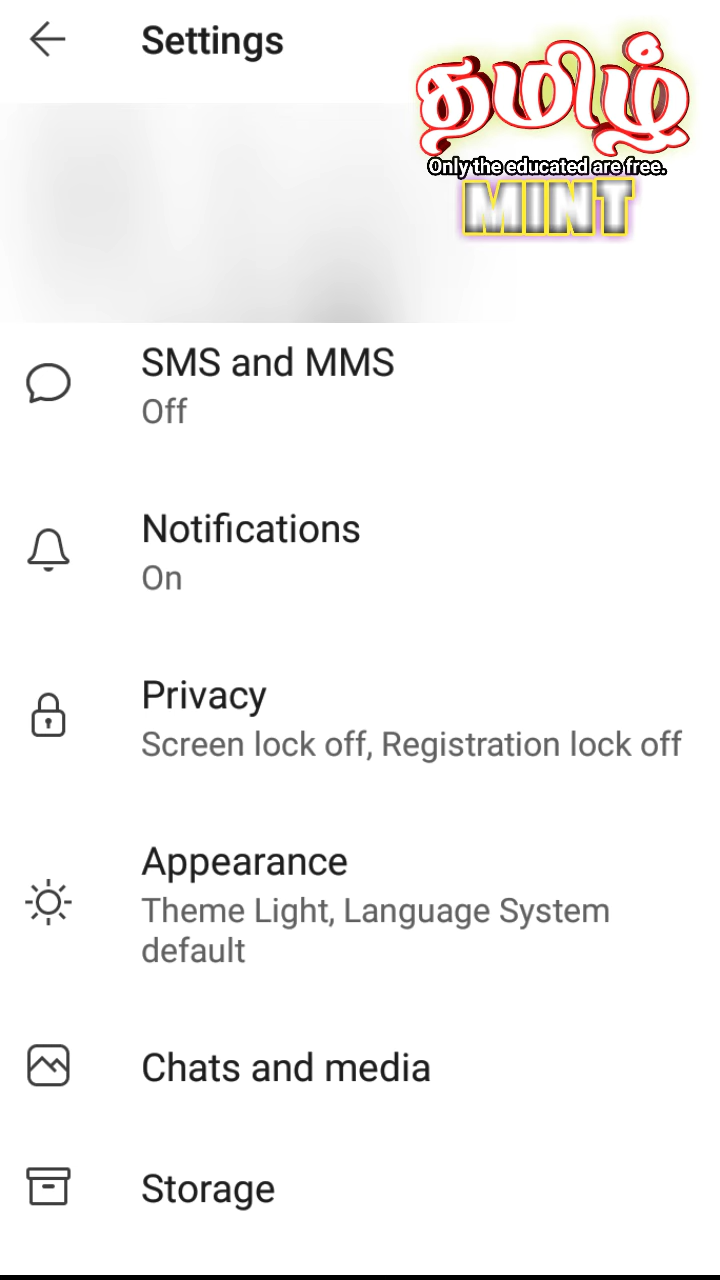 Settings
தமிழ்
Only the educated are free.
MINT
SMS and MMS
Off
Notifications
On
Privacy
Screen lock off, Registration lock off
Appearance
Theme Light, Language System
default
Chats and media
Storage